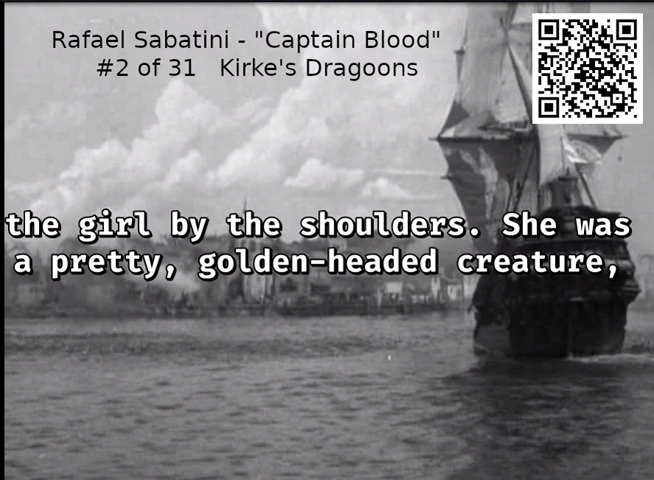 Rafael Sabatini - "Captain Blood"
#2 of 31   Kirke's Dragoons
the girl by the shoulders. She was
a pretty, golden-headed creature,